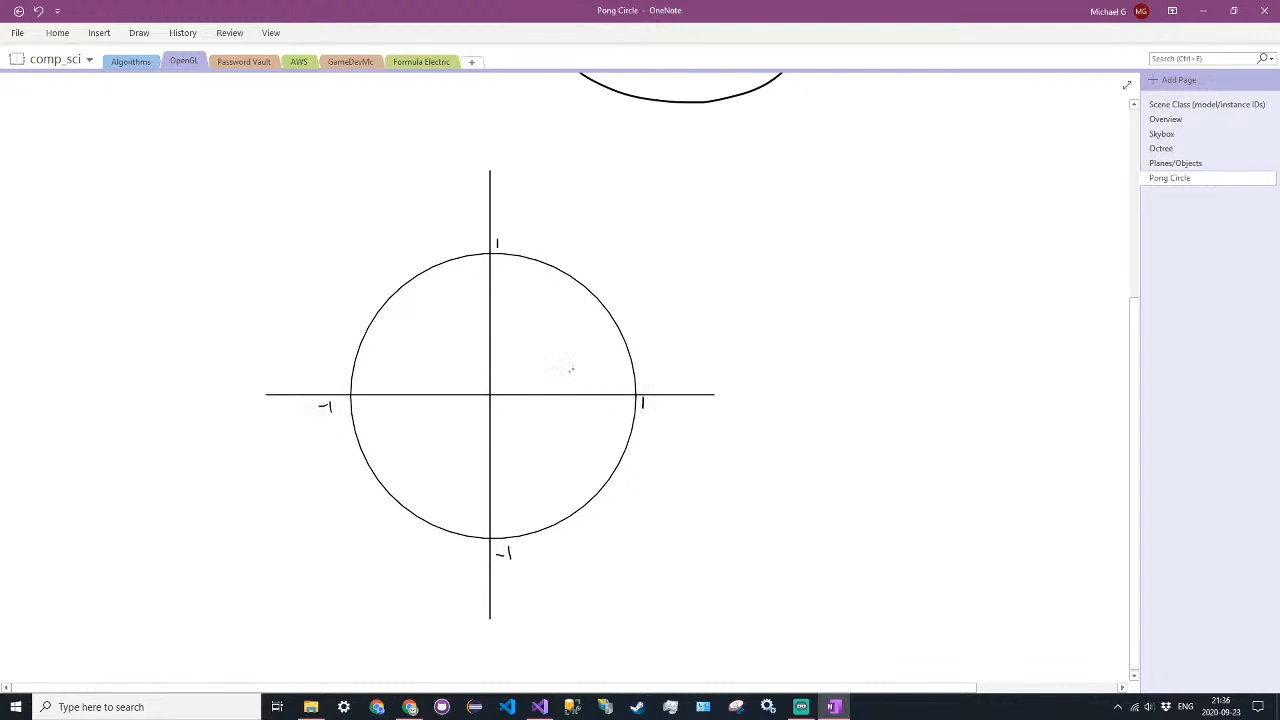 Pong Circle - OneNote
Michael G
MG
File Home Insert Draw History Review View
comp_sci
Algorithms OpenGL Password Vault AWS GameDevMc Formula Electric
Search (Ctrl+E)
Add Page
Scene Class (model/instance IDs)
Overview
Skybox
Octree
Planes/Objects
Pong Circle
1
-1
1
-1
Type here to search
ENG
21:36
2020-09-23